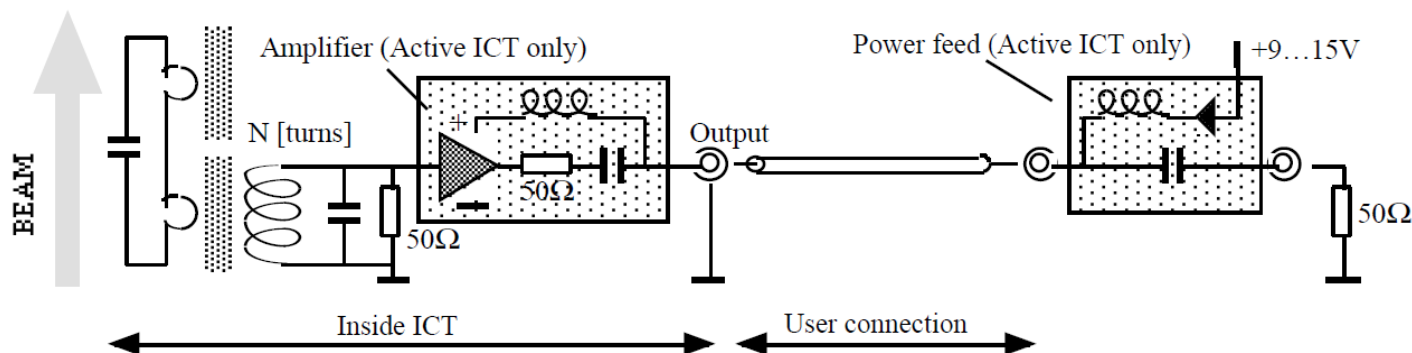 Amplifier (Active ICT only)
Power feed (Active ICT only)
+9…15V
BEAM
N [turns]
+
Output
50Ω
50Ω
50Ω
Inside ICT
User connection